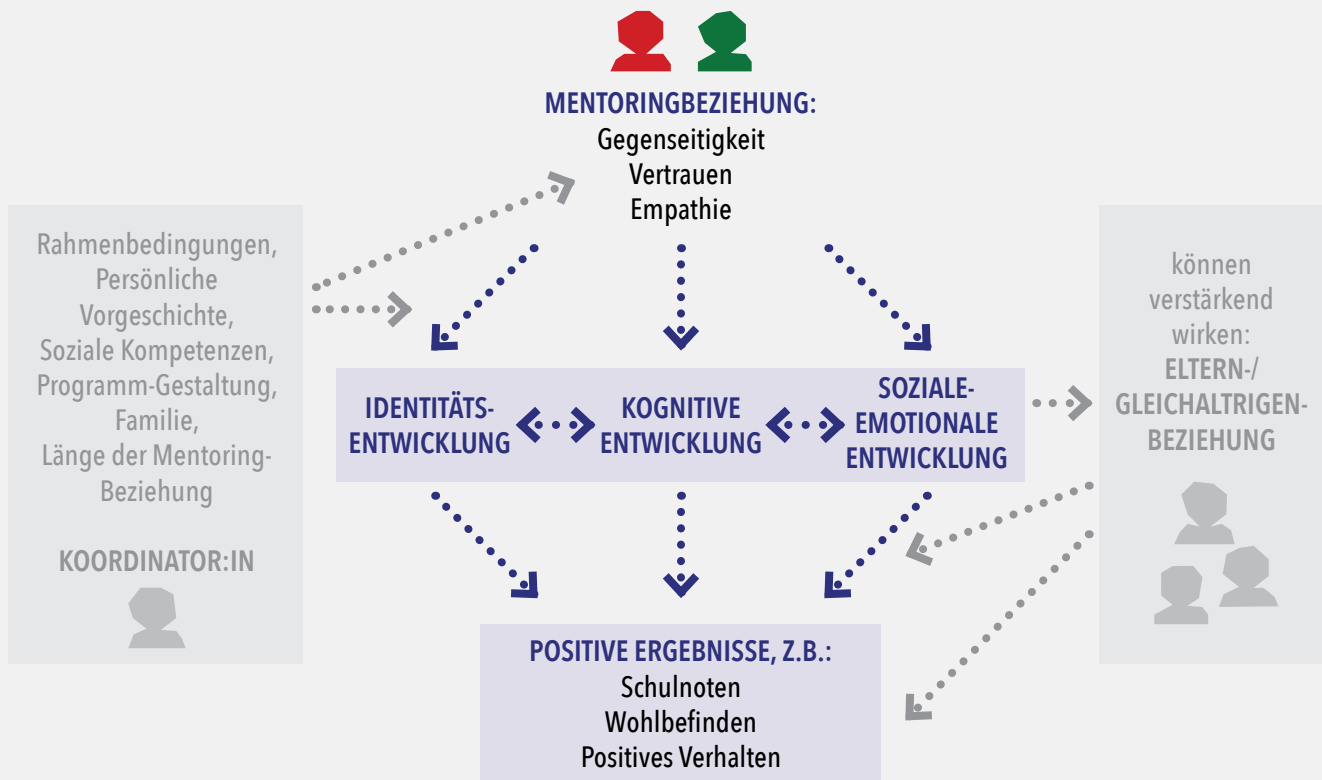 MENTORINGBEZIEHUNG:
Gegenseitigkeit
Vertrauen
Empathie
Rahmenbedingungen,
Persönliche
Vorgeschichte,
Soziale Kompetenzen,
Programm-Gestaltung,
Familie,
Länge der Mentoring-
Beziehung
KOORDINATOR:IN
IDENTITÄTS-
ENTWICKLUNG
KOGNITIVE
ENTWICKLUNG
SOZIALE-
EMOTIONALE
ENTWICKLUNG
können
verstärkend
wirken:
ELTERN-/
GLEICHALTRIGEN-
BEZIEHUNG
POSITIVE ERGEBNISSE, Z.B.:
Schulnoten
Wohlbefinden
Positives Verhalten